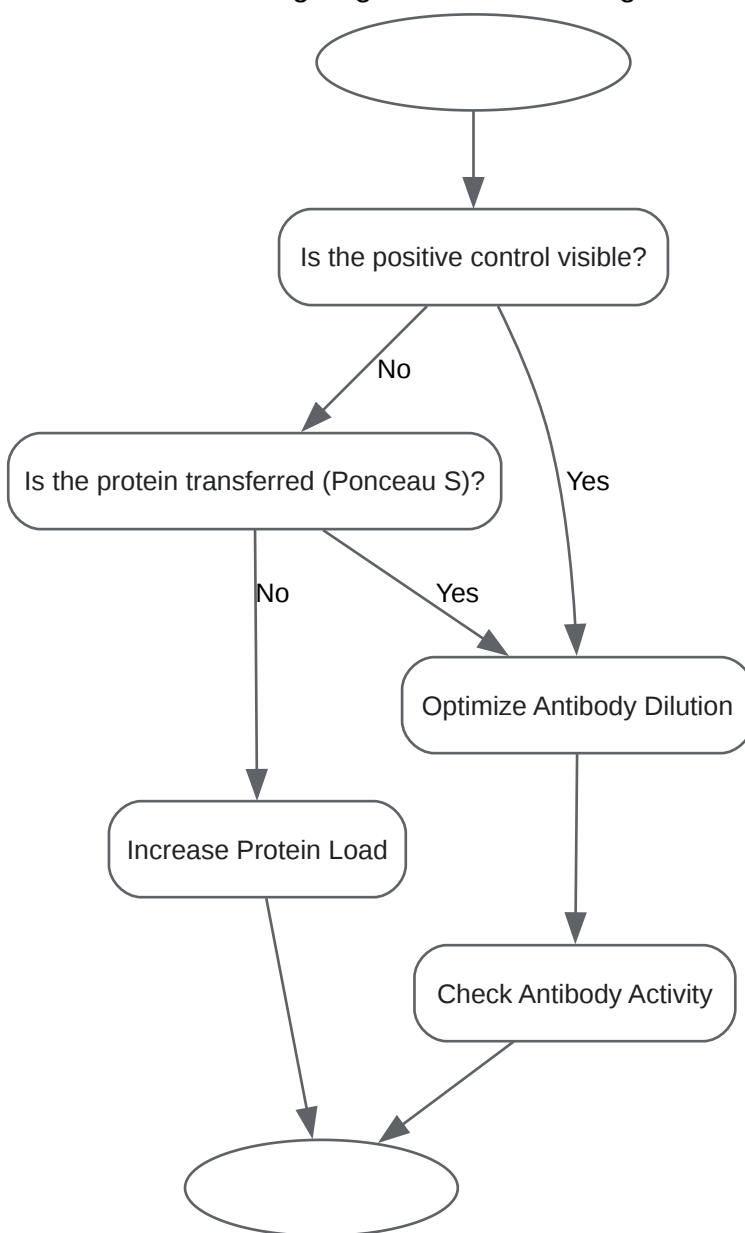 Is the positive control visible?
No
Is the protein transferred (Ponceau S)?
Yes
No
Yes
Optimize Antibody Dilution
Increase Protein Load
Check Antibody Activity